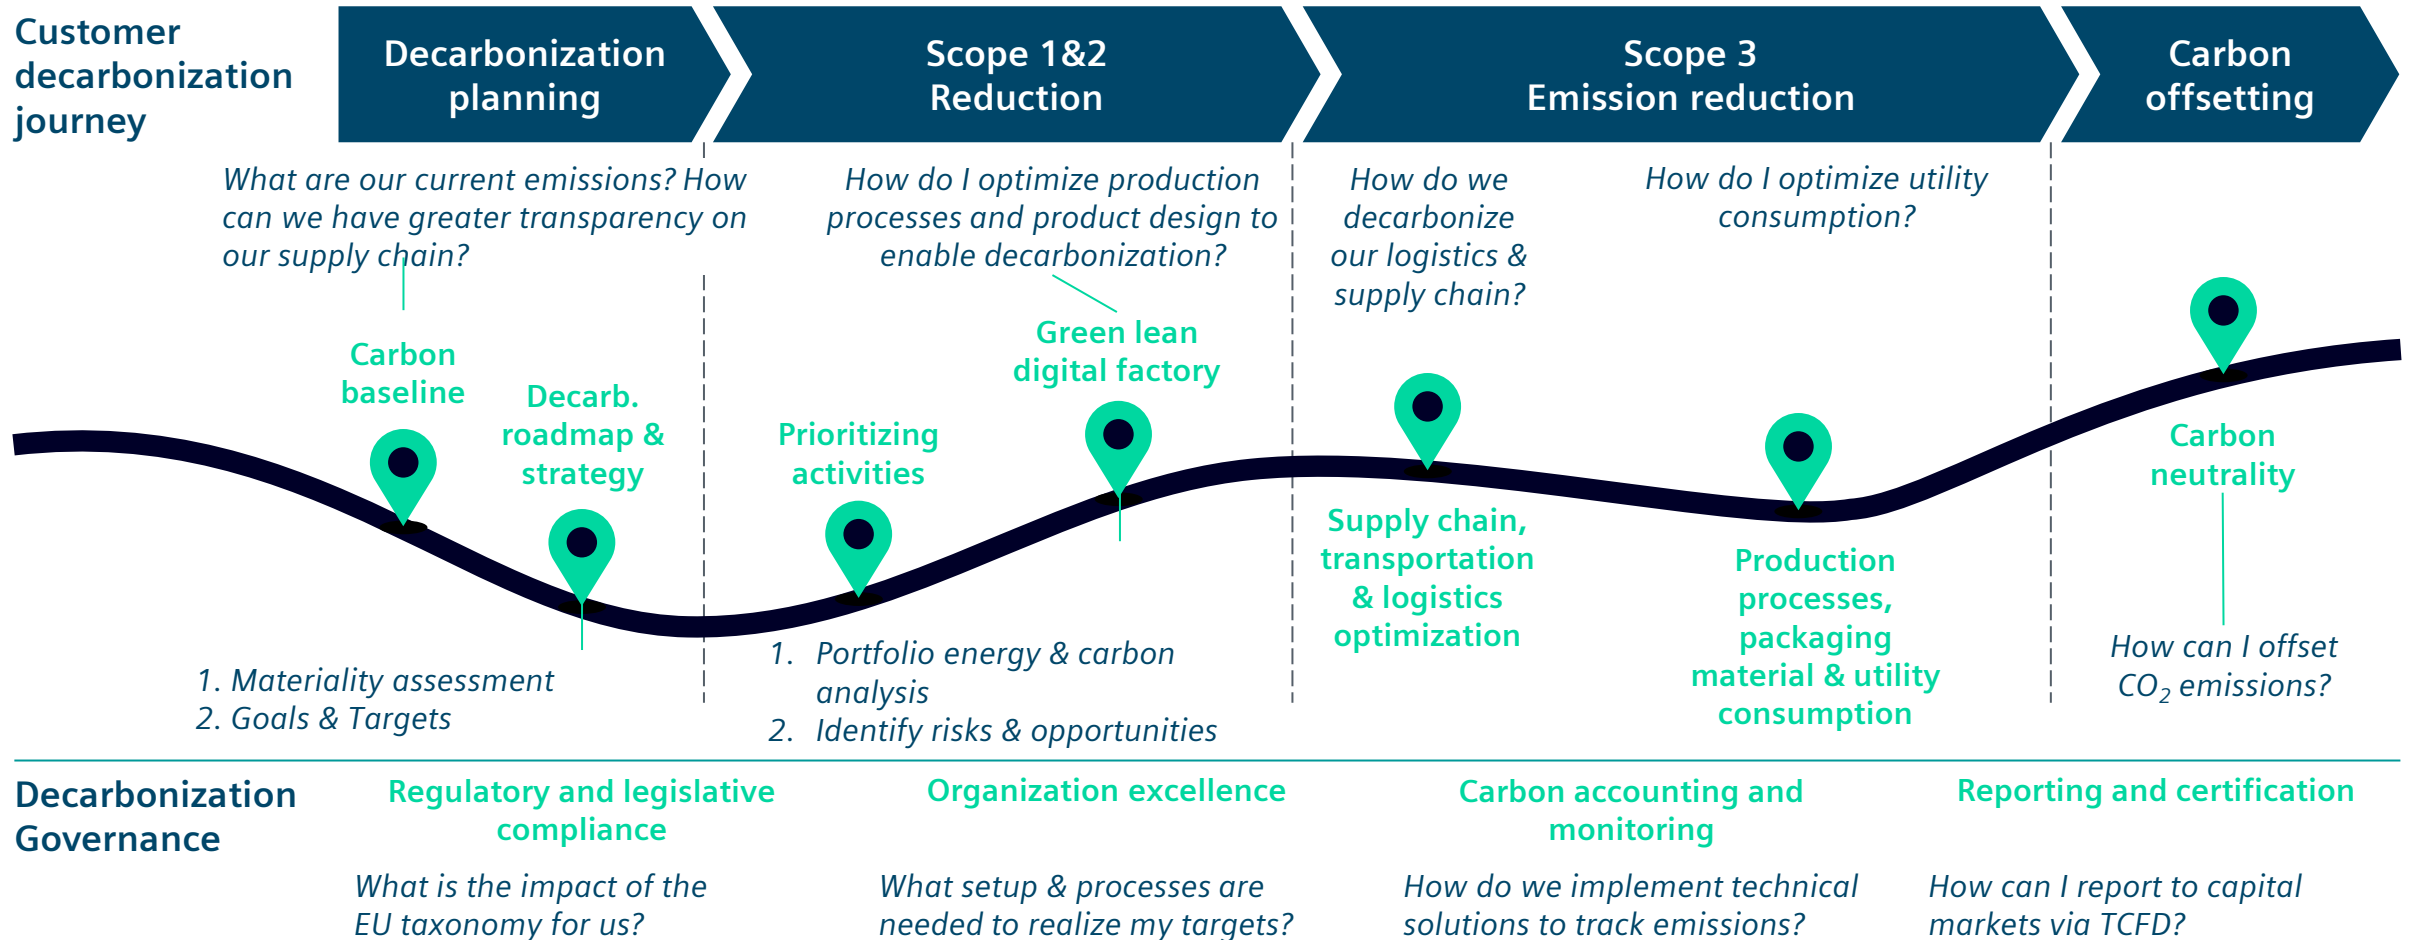 Customer
decarbonization
journey
Decarbonization
planning
Scope 1&2
Reduction
Scope 3
Emission reduction
Carbon
offsetting
What are our current emissions? How
can we have greater transparency on
our supply chain?
How do I optimize production
processes and product design to
enable decarbonization?
How do we
decarbonize
our logistics &
supply chain?
How do I optimize utility
consumption?
Carbon
baseline
Decarb.
roadmap &
strategy
Prioritizing
activities
Green lean
digital factory
Supply chain,
transportation
& logistics
optimization
Production
processes,
packaging
material & utility
consumption
Carbon
neutrality
1. Materiality assessment
2. Goals & Targets
1. Portfolio energy & carbon
analysis
2. Identify risks & opportunities
How can I offset
CO₂ emissions?
Decarbonization
Governance
Regulatory and legislative
compliance
What is the impact of the
EU taxonomy for us?
Organization excellence
What setup & processes are
needed to realize my targets?
Carbon accounting and
monitoring
How do we implement technical
solutions to track emissions?
Reporting and certification
How can I report to capital
markets via TCFD?